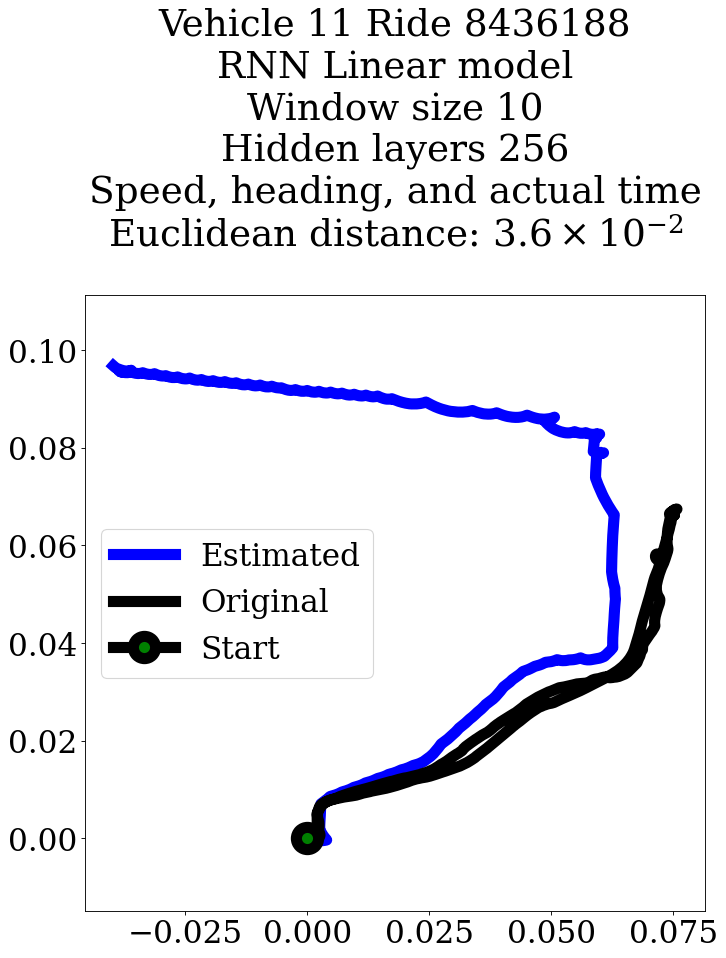 Vehicle 11 Ride 8436188
RNN Linear model
Window size 10
Hidden layers 256
Speed, heading, and actual time
Euclidean distance: 3.6 × 10⁻²
0.10
0.08
0.06
0.04
0.02
0.00
Estimated
Original
Start
−0.025 0.000 0.025 0.050 0.075